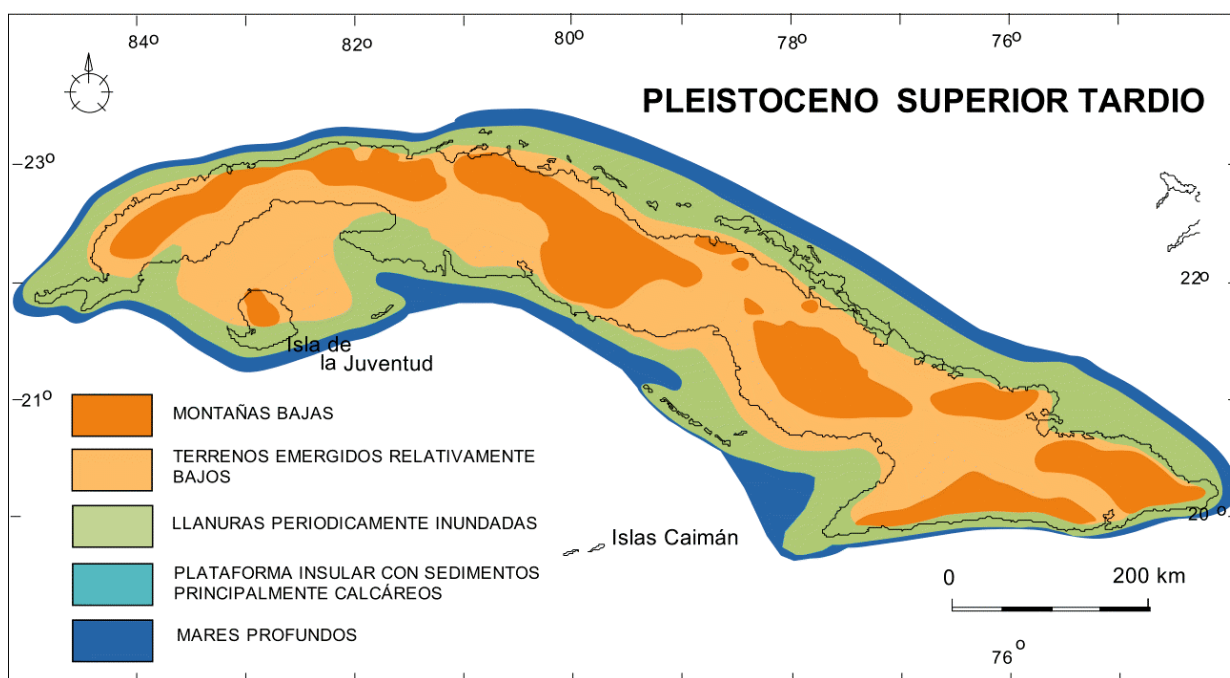 84º
82º
80º
78º
76º
PLEISTOCENO SUPERIOR TARDIO
23º
22º
Isla de
la Juventud
21º
MONTAÑAS BAJAS
TERRENOS EMERGIDOS RELATIVAMENTE
BAJOS
LLANURAS PERIODICAMENTE INUNDADAS
20 º
Islas Caimán
PLATAFORMA INSULAR CON SEDIMENTOS
PRINCIPALMENTE CALCÁREOS
0 200 km
MARES PROFUNDOS
76º